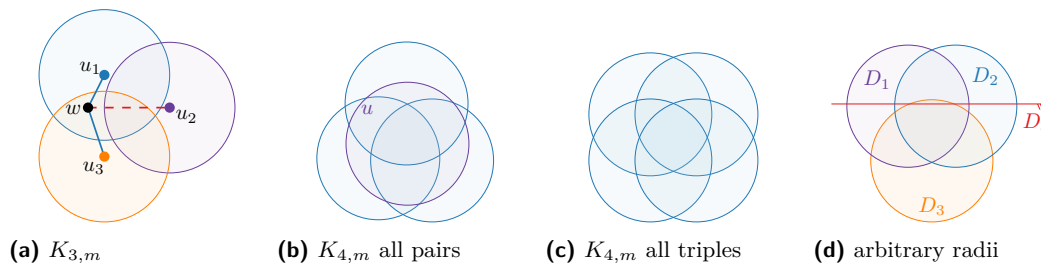 u₁
w
u₂
u₃
(a) K₃,ₘ
u
(b) K₄,ₘ all pairs
(c) K₄,ₘ all triples
D₁
D₂
D
D₃
(d) arbitrary radii